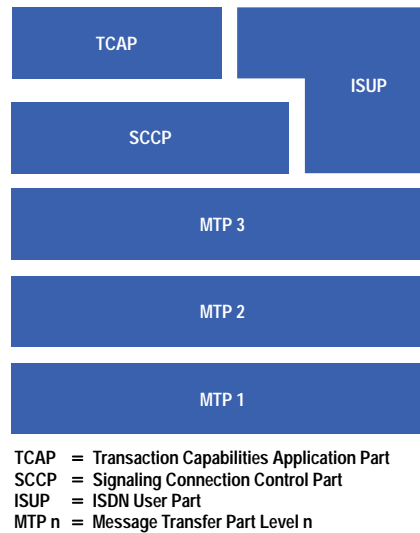 TCAP
ISUP
SCCP
MTP 3
MTP 2
MTP 1
TCAP = Transaction Capabilities Application Part
SCCP = Signaling Connection Control Part
ISUP = ISDN User Part
MTP n = Message Transfer Part Level n